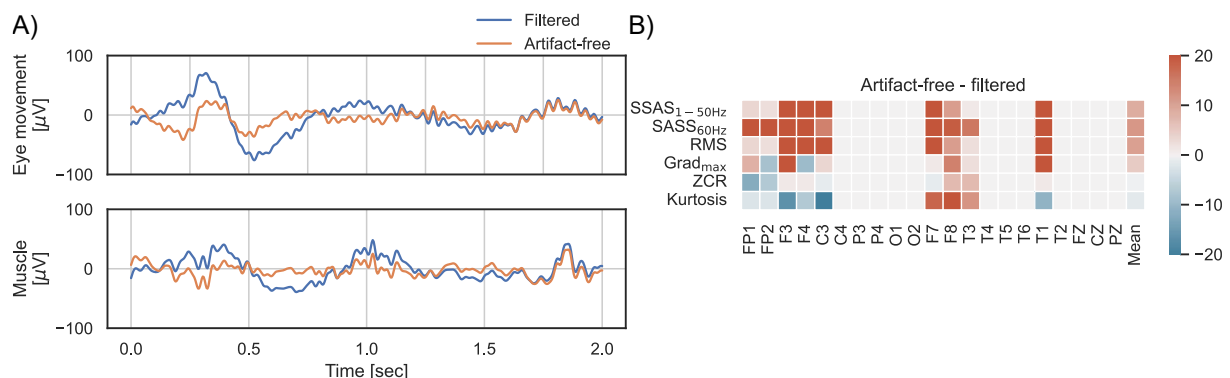 A)
Filtered
Artifact-free
100
0
−100
Eye movement
[μV]
100
0
−100
Muscle
[μV]
0.0 0.5 1.0 1.5 2.0
Time [sec]
B)
Artifact-free - filtered
SSAS1−50Hz
SASS60Hz
RMS
Gradmax
ZCR
Kurtosis
FP1 FP2 F3 F4 C3 C4 P3 P4 O1 O2 F7 F8 T3 T4 T5 T6 T1 T2 FZ CZ PZ Mean
20
10
0
−10
−20